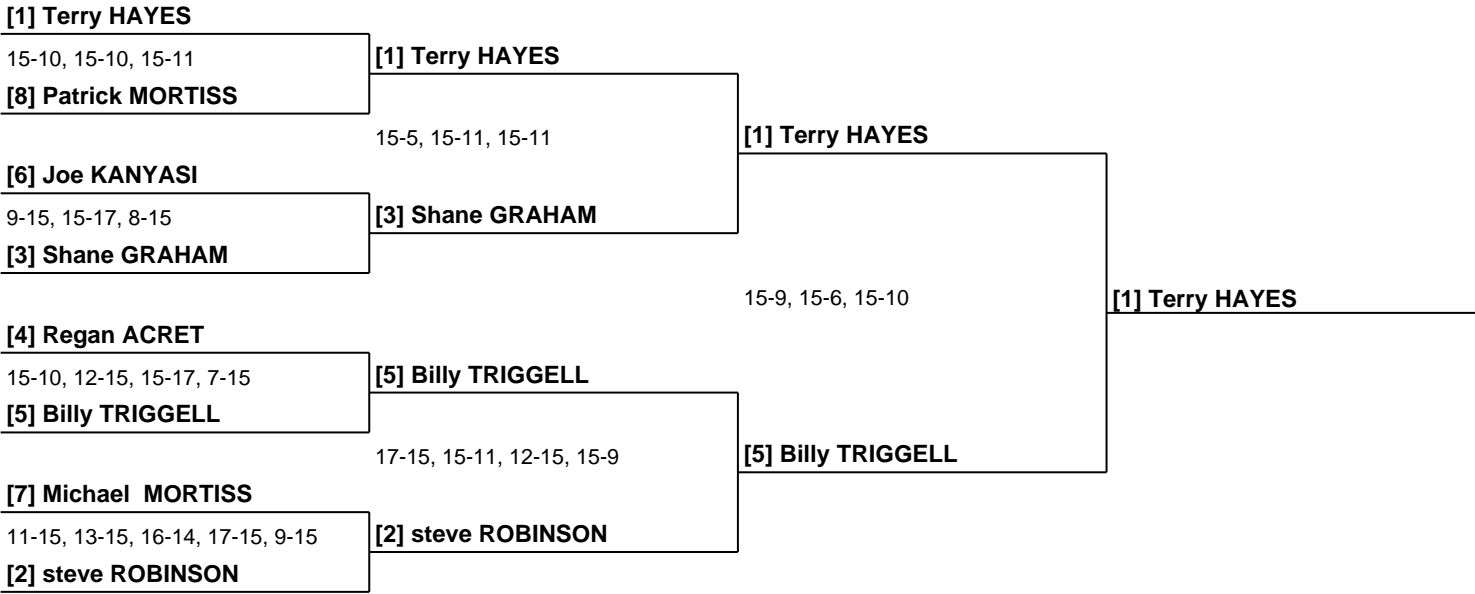 [1] Terry HAYES
15-10, 15-10, 15-11
[8] Patrick MORTISS
[1] Terry HAYES
15-5, 15-11, 15-11
[1] Terry HAYES
[6] Joe KANYASI
9-15, 15-17, 8-15
[3] Shane GRAHAM
[3] Shane GRAHAM
15-9, 15-6, 15-10
[1] Terry HAYES
[4] Regan ACRET
15-10, 12-15, 15-17, 7-15
[5] Billy TRIGGELL
[5] Billy TRIGGELL
17-15, 15-11, 12-15, 15-9
[5] Billy TRIGGELL
[7] Michael  MORTISS
11-15, 13-15, 16-14, 17-15, 9-15
[2] steve ROBINSON
[2] steve ROBINSON